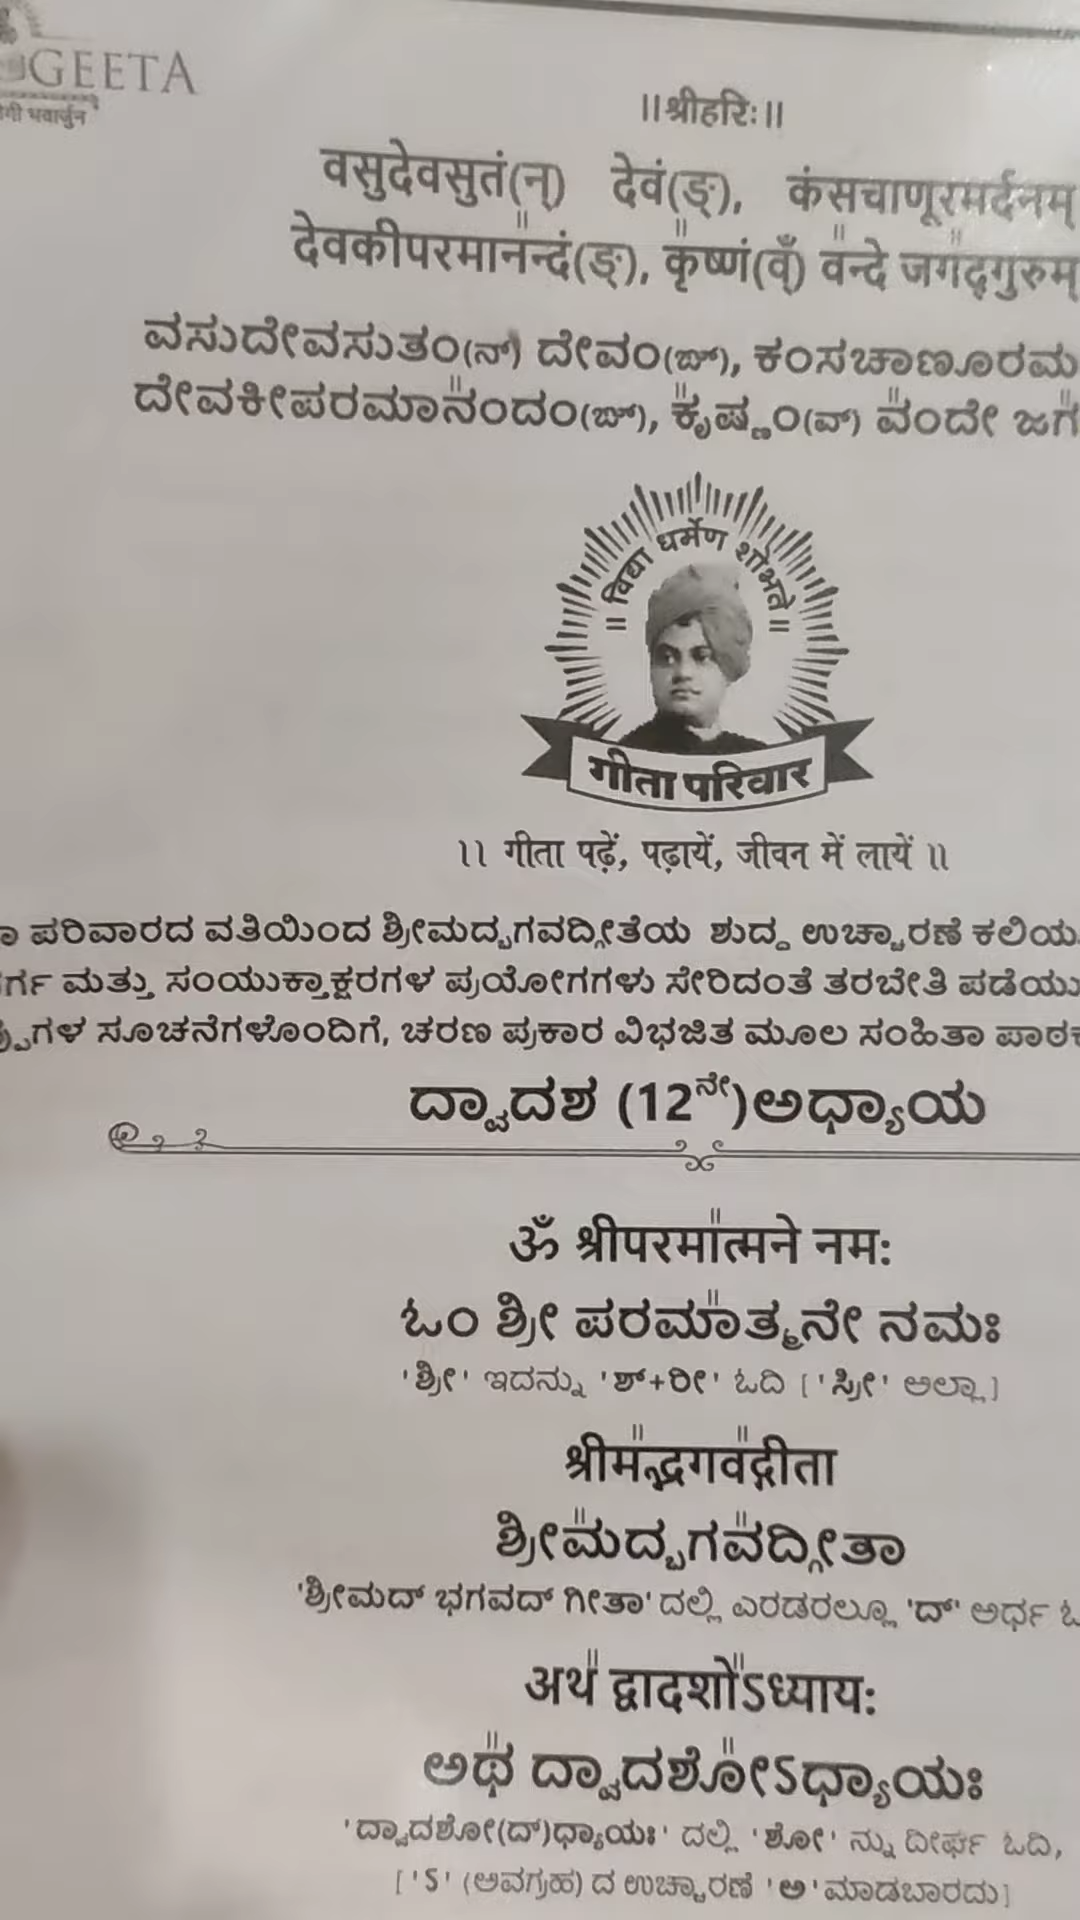 GEETA
॥श्रीहरिः॥
वसुदेवसुतं(न्) देवं(ङ्), कंसचाणूरमर्दनम्
देवकीपरमानन्दं(ङ्), कृष्णं(व्ँ) वन्दे जगद्गुरुम्
ವಸುದೇವಸುತಂ(ನ್) ದೇವಂ(ಙ್), ಕಂಸಚಾಣೂರಮ
ದೇವಕೀಪರಮಾನಂದಂ(ಙ್), ಕೃಷ್ಣಂ(ವ್) ವಂದೇ ಜಗ
॥ विद्या धर्मेण शोभते ॥
गीता परिवार
।। गीता पढ़ें, पढ़ायें, जीवन में लायें ॥
ಪರಿವಾರದ ವತಿಯಿಂದ ಶ್ರೀಮದ್ಭಗವದ್ಗೀತೆಯ ಶುದ್ಧ ಉಚ್ಚಾರಣೆ ಕಲಿಯ
ಮತ್ತು ಸಂಯುಕ್ತಾಕ್ಷರಗಳ ಪ್ರಯೋಗಗಳು ಸೇರಿದಂತೆ ತರಬೇತಿ ಪಡೆಯು
ಸೂಚನೆಗಳೊಂದಿಗೆ, ಚರಣ ಪ್ರಕಾರ ವಿಭಜಿತ ಮೂಲ ಸಂಹಿತಾ ಪಾಠ
ದ್ವಾದಶ (12ನೇ)ಅಧ್ಯಾಯ
ॐ श्रीपरमात्मने नमः
ಓಂ ಶ್ರೀ ಪರಮಾತ್ಮನೇ ನಮಃ
'ಶ್ರೀ' ಇದನ್ನು 'ಶ್+ರೀ' ಓದಿ ['ಸ್ರೀ' ಅಲ್ಲಾ]
श्रीमद्भगवद्गीता
ಶ್ರೀಮದ್ಭಗವದ್ಗೀತಾ
'ಶ್ರೀಮದ್ ಭಗವದ್ ಗೀತಾ' ದಲ್ಲಿ ಎರಡರಲ್ಲೂ 'ದ್' ಅರ್ಧ ಓ
अथ द्वादशोऽध्यायः
ಅಥ ದ್ವಾದಶೋಽಧ್ಯಾಯಃ
'ದ್ವಾದಶೋ(ದ್)ಧ್ಯಾಯಃ' ದಲ್ಲಿ 'ಶೋ' ನ್ನು ದೀರ್ಘ ಓದಿ,
['ಽ' (ಅವಗ್ರಹ) ದ ಉಚ್ಚಾರಣೆ 'ಅ' ಮಾಡಬಾರದು]